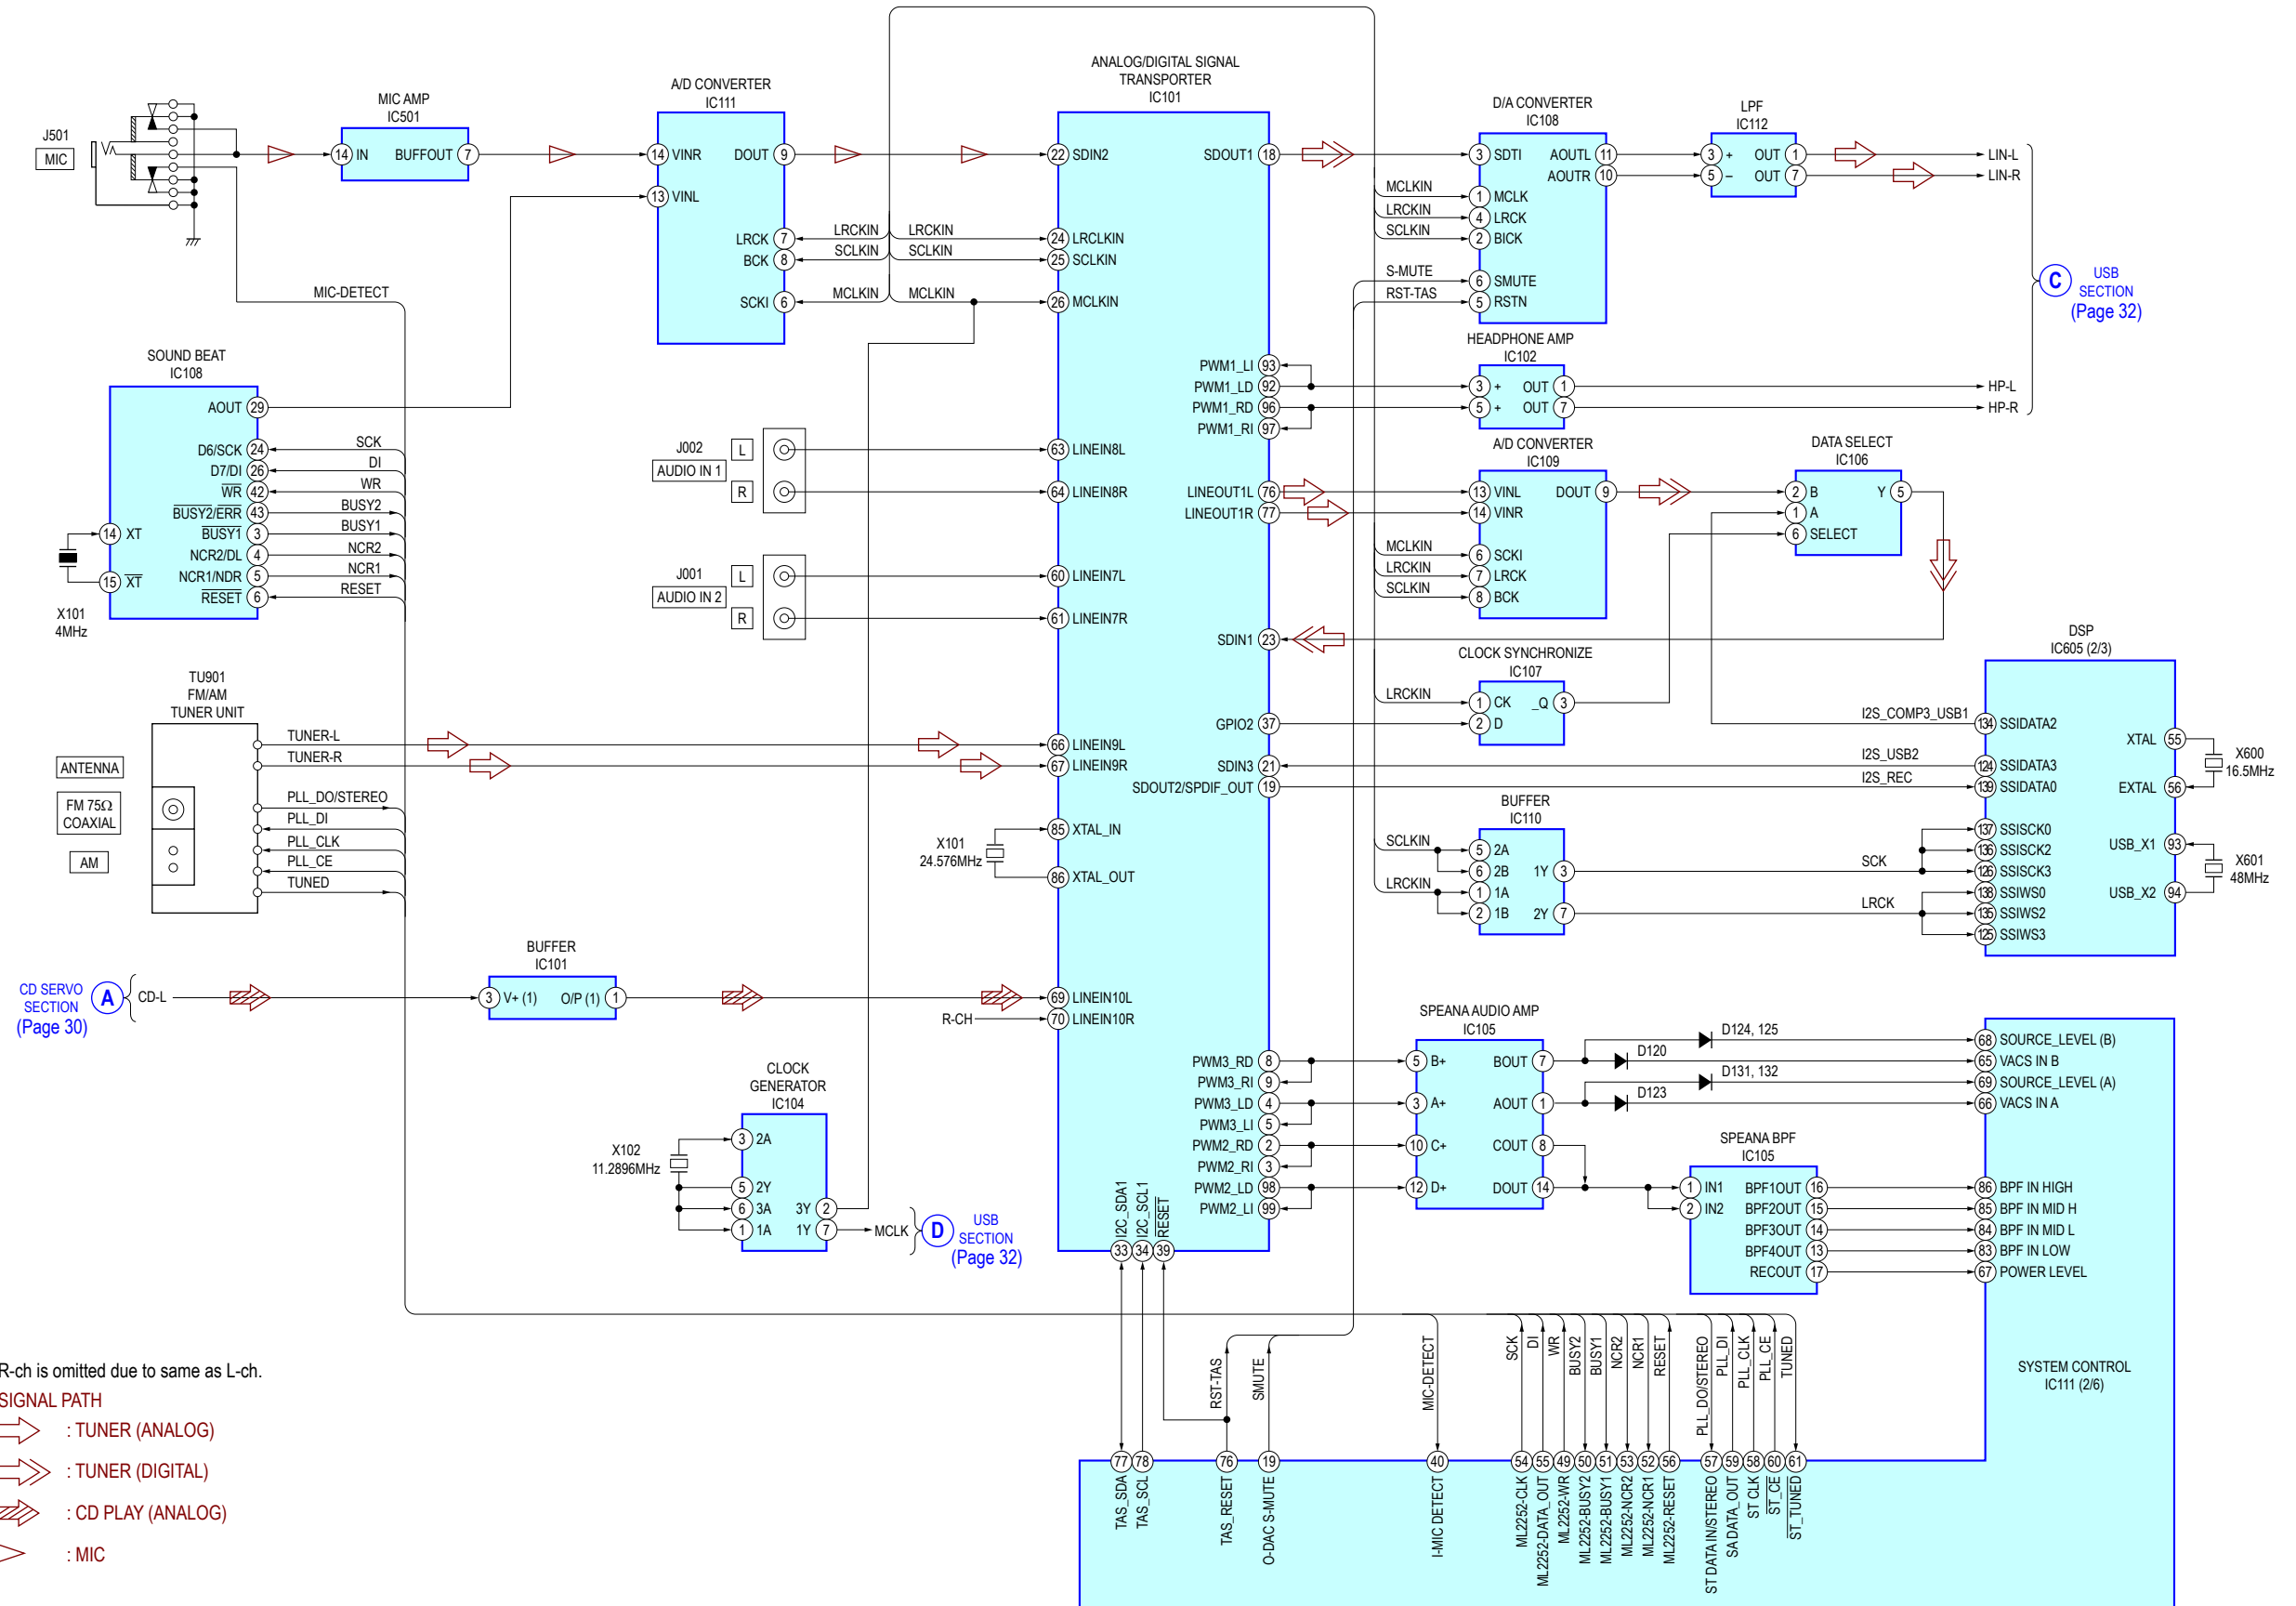 J501
MIC
MIC AMP
IC501
14 IN
BUFFOUT 7
A/D CONVERTER
IC111
14 VINR
DOUT 9
13 VINL
LRCK 7
BCK 8
SCKI 6
LRCKIN
LRCKIN
SCLKIN
SCLKIN
MCLKIN
MCLKIN
MIC-DETECT
ANALOG/DIGITAL SIGNAL
TRANSPORTER
IC101
22 SDIN2
24 LRCLKIN
25 SCLKIN
26 MCLKIN
63 LINEIN8L
64 LINEIN8R
60 LINEIN7L
61 LINEIN7R
66 LINEIN9L
67 LINEIN9R
85 XTAL_IN
86 XTAL_OUT
69 LINEIN10L
70 LINEIN10R
SDOUT1 18
PWM1_LI 93
PWM1_LD 92
PWM1_RD 96
PWM1_RI 97
LINEOUT1L 76
LINEOUT1R 77
SDIN1 23
GPIO2 37
SDIN3 21
SDOUT2/SPDIF_OUT 19
PWM3_RD 8
PWM3_RI 9
PWM3_LD 4
PWM3_LI 5
PWM2_RD 2
PWM2_RI 3
PWM2_LD 98
PWM2_LI 99
I2C_SDA1
I2C_SCL1
RESET
33 34 39
D/A CONVERTER
IC108
3 SDTI
AOUTL 11
AOUTR 10
1 MCLK
4 LRCK
2 BICK
6 SMUTE
5 RSTN
MCLKIN
LRCKIN
SCLKIN
S-MUTE
RST-TAS
LPF
IC112
3 +
OUT 1
5 –
OUT 7
LIN-L
LIN-R
C
USB
SECTION
(Page 32)
HEADPHONE AMP
IC102
3 +
OUT 1
5 +
OUT 7
HP-L
HP-R
A/D CONVERTER
IC109
13 VINL
DOUT 9
14 VINR
6 SCKI
7 LRCK
8 BCK
MCLKIN
LRCKIN
SCLKIN
DATA SELECT
IC106
2 B
Y 5
1 A
6 SELECT
CLOCK SYNCHRONIZE
IC107
LRCKIN
1 CK
_Q 3
2 D
BUFFER
IC110
SCLKIN
5 2A
6 2B
1Y 3
LRCKIN
1 1A
2 1B
2Y 7
SCK
LRCK
I2S_COMP3_USB1
I2S_USB2
I2S_REC
DSP
IC605 (2/3)
134 SSIDATA2
124 SSIDATA3
139 SSIDATA0
137 SSISCK0
136 SSISCK2
126 SSISCK3
138 SSIWS0
135 SSIWS2
125 SSIWS3
XTAL 55
EXTAL 56
USB_X1 93
USB_X2 94
X600
16.5MHz
X601
48MHz
SOUND BEAT
IC108
AOUT 29
D6/SCK 24
D7/DI 26
WR 42
BUSY2/ERR 43
BUSY1 3
NCR2/DL 4
NCR1/NDR 5
RESET 6
SCK
DI
WR
BUSY2
BUSY1
NCR2
NCR1
RESET
14 XT
15 XT
X101
4MHz
J002
L
AUDIO IN 1
R
J001
L
AUDIO IN 2
R
TU901
FM/AM
TUNER UNIT
ANTENNA
FM 75Ω
COAXIAL
AM
TUNER-L
TUNER-R
PLL_DO/STEREO
PLL_DI
PLL_CLK
PLL_CE
TUNED
X101
24.576MHz
CD SERVO
SECTION
(Page 30)
A
CD-L
BUFFER
IC101
3 V+ (1)
O/P (1) 1
R-CH
CLOCK
GENERATOR
IC104
3 2A
5 2Y
6 3A
1 1A
3Y 2
1Y 7
X102
11.2896MHz
MCLK
D
USB
SECTION
(Page 32)
SPEANA AUDIO AMP
IC105
5 B+
BOUT 7
3 A+
AOUT 1
10 C+
COUT 8
12 D+
DOUT 14
D124, 125
D120
D131, 132
D123
SPEANA BPF
IC105
1 IN1
2 IN2
BPF1OUT 16
BPF2OUT 15
BPF3OUT 14
BPF4OUT 13
RECOUT 17
68 SOURCE_LEVEL (B)
65 VACS IN B
69 SOURCE_LEVEL (A)
66 VACS IN A
86 BPF IN HIGH
85 BPF IN MID H
84 BPF IN MID L
83 BPF IN LOW
67 POWER LEVEL
SYSTEM CONTROL
IC111 (2/6)
RST-TAS
SMUTE
MIC-DETECT
SCK
DI
WR
BUSY2
BUSY1
NCR2
NCR1
RESET
PLL_DO/STEREO
PLL_DI
PLL_CLK
PLL_CE
TUNED
77 78 76 19 40 54 55 49 50 51 53 52 56 57 59 58 60 61
TAS_SDA
TAS_SCL
TAS_RESET
O-DAC S-MUTE
I-MIC DETECT
ML2252-CLK
ML2252-DATA_OUT
ML2252-WR
ML2252-BUSY2
ML2252-BUSY1
ML2252-NCR2
ML2252-NCR1
ML2252-RESET
ST DATA IN/STEREO
SA DATA_OUT
ST CLK
ST_CE
ST_TUNED
R-ch is omitted due to same as L-ch.
SIGNAL PATH
: TUNER (ANALOG)
: TUNER (DIGITAL)
: CD PLAY (ANALOG)
: MIC